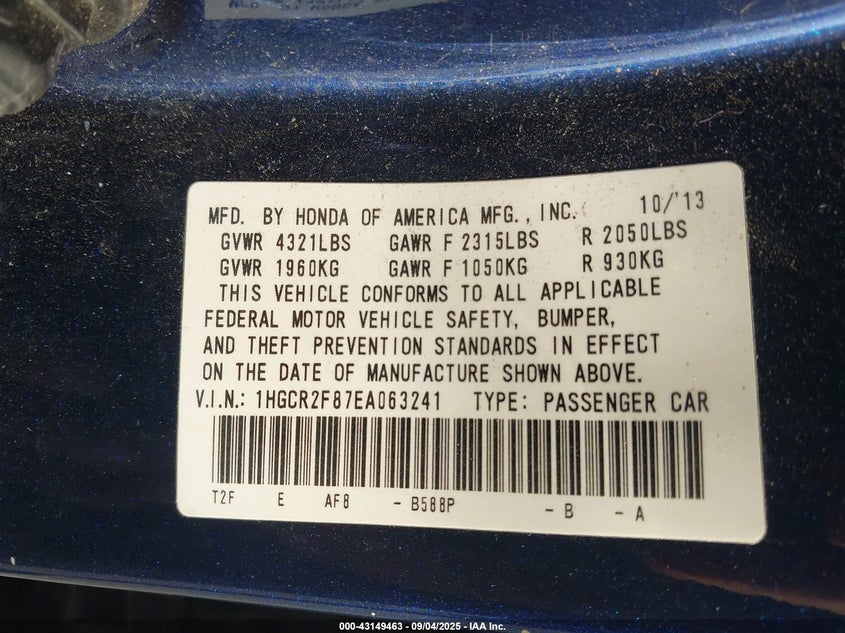 MFD. BY HONDA OF AMERICA MFG., INC. 10/'13
GVWR 4321LBS GAWR F 2315LBS R 2050LBS
GVWR 1960KG GAWR F 1050KG R 930KG
THIS VEHICLE CONFORMS TO ALL APPLICABLE
FEDERAL MOTOR VEHICLE SAFETY, BUMPER,
AND THEFT PREVENTION STANDARDS IN EFFECT
ON THE DATE OF MANUFACTURE SHOWN ABOVE.
V.I.N.: 1HGCR2F87EA063241 TYPE: PASSENGER CAR
T2F E AF8 - B588P - B - A
000-43149463 - 09/04/2025 - IAA Inc.